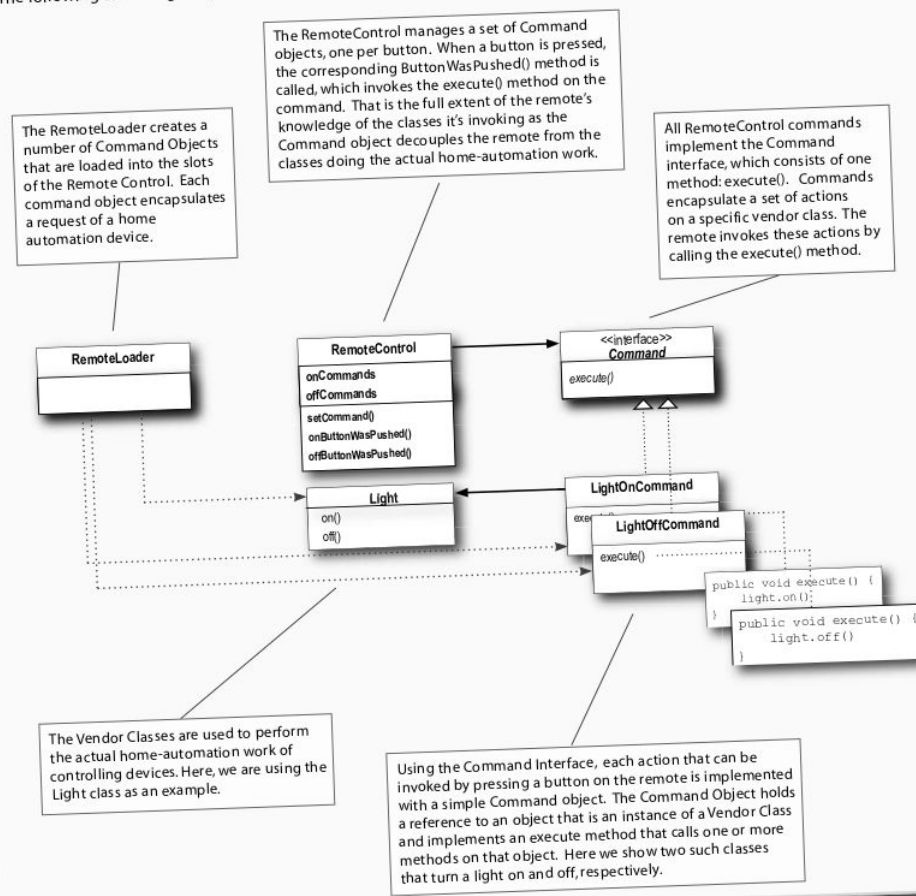 The RemoteControl manages a set of Command
objects, one per button. When a button is pressed,
the corresponding ButtonWasPushed() method is
called, which invokes the execute() method on the
command. That is the full extent of the remote's
knowledge of the classes it's invoking as the
Command object decouples the remote from the
classes doing the actual home-automation work.
The RemoteLoader creates a
number of Command Objects
that are loaded into the slots
of the Remote Control. Each
command object encapsulates
a request of a home
automation device.
All RemoteControl commands
implement the Command
interface, which consists of one
method: execute(). Commands
encapsulate a set of actions
on a specific vendor class. The
remote invokes these actions by
calling the execute() method.
RemoteLoader
RemoteControl
onCommands
offCommands
setCommand()
onButtonWasPushed()
offButtonWasPushed()
<<interface>>
Command
execute()
Light
on()
off()
LightOnCommand
LightOffCommand
execute()
public void execute() {
light.on();
}
public void execute() {
light.off()
}
The Vendor Classes are used to perform
the actual home-automation work of
controlling devices. Here, we are using the
Light class as an example.
Using the Command Interface, each action that can be
invoked by pressing a button on the remote is implemented
with a simple Command object. The Command Object holds
a reference to an object that is an instance of a Vendor Class
and implements an execute method that calls one or more
methods on that object. Here we show two such classes
that turn a light on and off, respectively.